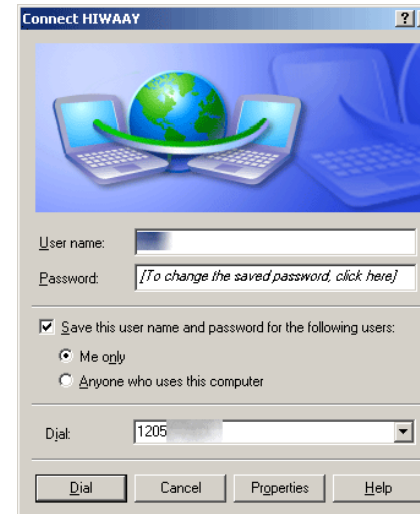 Connect HIWAAY ?
User name:
Password: [To change the saved password, click here]
Save this user name and password for the following users:
Me only
Anyone who uses this computer
Dial: 1205
Dial Cancel Properties Help